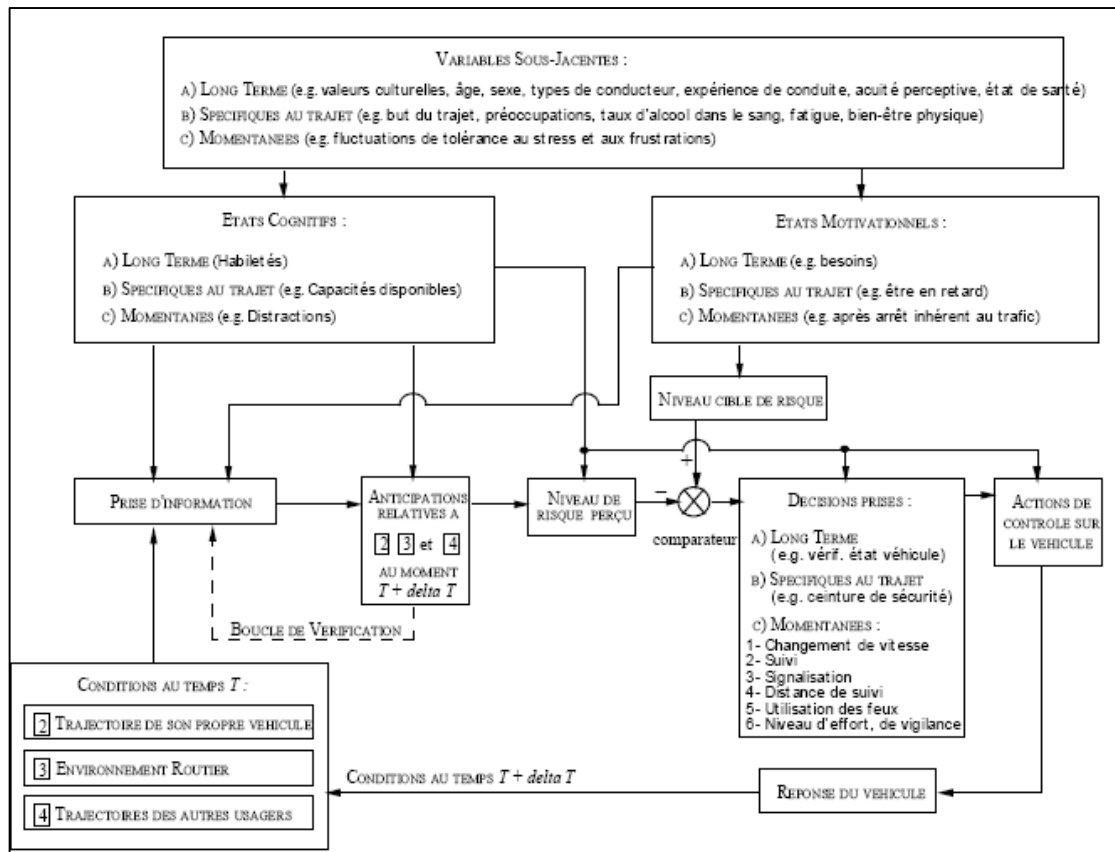 VARIABLES SOUS-JACENTES :
A) LONG TERME (e.g. valeurs culturelles, âge, sexe, types de conducteur, expérience de conduite, acuité perceptive, état de santé)
B) SPECIFIQUES AU TRAJET (e.g. but du trajet, préoccupations, taux d'alcool dans le sang, fatigue, bien-être physique)
C) MOMENTANEES (e.g. fluctuations de tolérance au stress et aux frustrations)
ETATS COGNITIFS :
A) LONG TERME (Habiletés)
B) SPECIFIQUES AU TRAJET (e.g. Capacités disponibles)
C) MOMENTANES (e.g. Distractions)
ETATS MOTIVATIONNELS :
A) LONG TERME (e.g. besoins)
B) SPECIFIQUES AU TRAJET (e.g. être en retard)
C) MOMENTANEES (e.g. après arrêt inhérent au trafic)
NIVEAU CIBLE DE RISQUE
PRISE D'INFORMATION
ANTICIPATIONS
RELATIVES A
2 3 et 4
AU MOMENT
T + delta T
BOUCLE DE VERIFICATION
NIVEAU DE
RISQUE PERÇU
+
−
comparateur
DECISIONS PRISES :
A) LONG TERME
(e.g. vérif. état véhicule)
B) SPECIFIQUES AU TRAJET
(e.g. ceinture de sécurité)
C) MOMENTANEES :
1- Changement de vitesse
2- Suivi
3- Signalisation
4- Distance de suivi
5- Utilisation des feux
6- Niveau d'effort, de vigilance
ACTIONS DE
CONTROLE SUR
LE VEHICULE
CONDITIONS AU TEMPS T :
2 TRAJECTOIRE DE SON PROPRE VEHICULE
3 ENVIRONNEMENT ROUTIER
4 TRAJECTOIRES DES AUTRES USAGERS
CONDITIONS AU TEMPS T + delta T
REPONSE DU VEHICULE